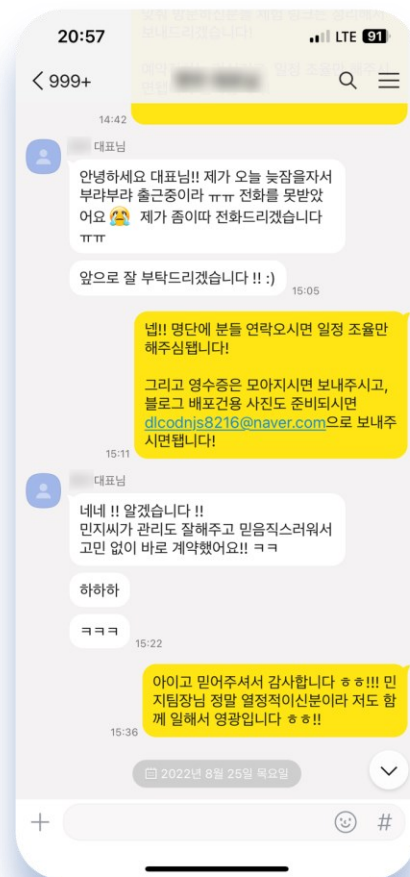 20:57
LTE 91
999+
14:42
대표님
안녕하세요 대표님!! 제가 오늘 늦잠을자서
부랴부랴 출근중이라 ㅠㅠ 전화를 못받았
어요 😭 제가 좀이따 전화드리겠습니다
ㅠㅠ
앞으로 잘 부탁드리겠습니다 !! :)
15:05
넵!! 명단에 분들 연락오시면 일정 조율만
해주심됩니다!
그리고 영수증은 모아지시면 보내주시고,
블로그 배포건용 사진도 준비되시면
dlcodnjs8216@naver.com으로 보내주
시면됩니다!
15:11
대표님
네네 !! 알겠습니다 !!
민지씨가 관리도 잘해주고 믿음직스러워서
고민 없이 바로 계약했어요!! ㅋㅋ
하하하
ㅋㅋㅋ
15:22
아이고 믿어주셔서 감사합니다 ㅎㅎ!!! 민
지팀장님 정말 열정적이신분이라 저도 함
께 일해서 영광입니다 ㅎㅎ!!
15:36
2022년 8월 25일 목요일
#